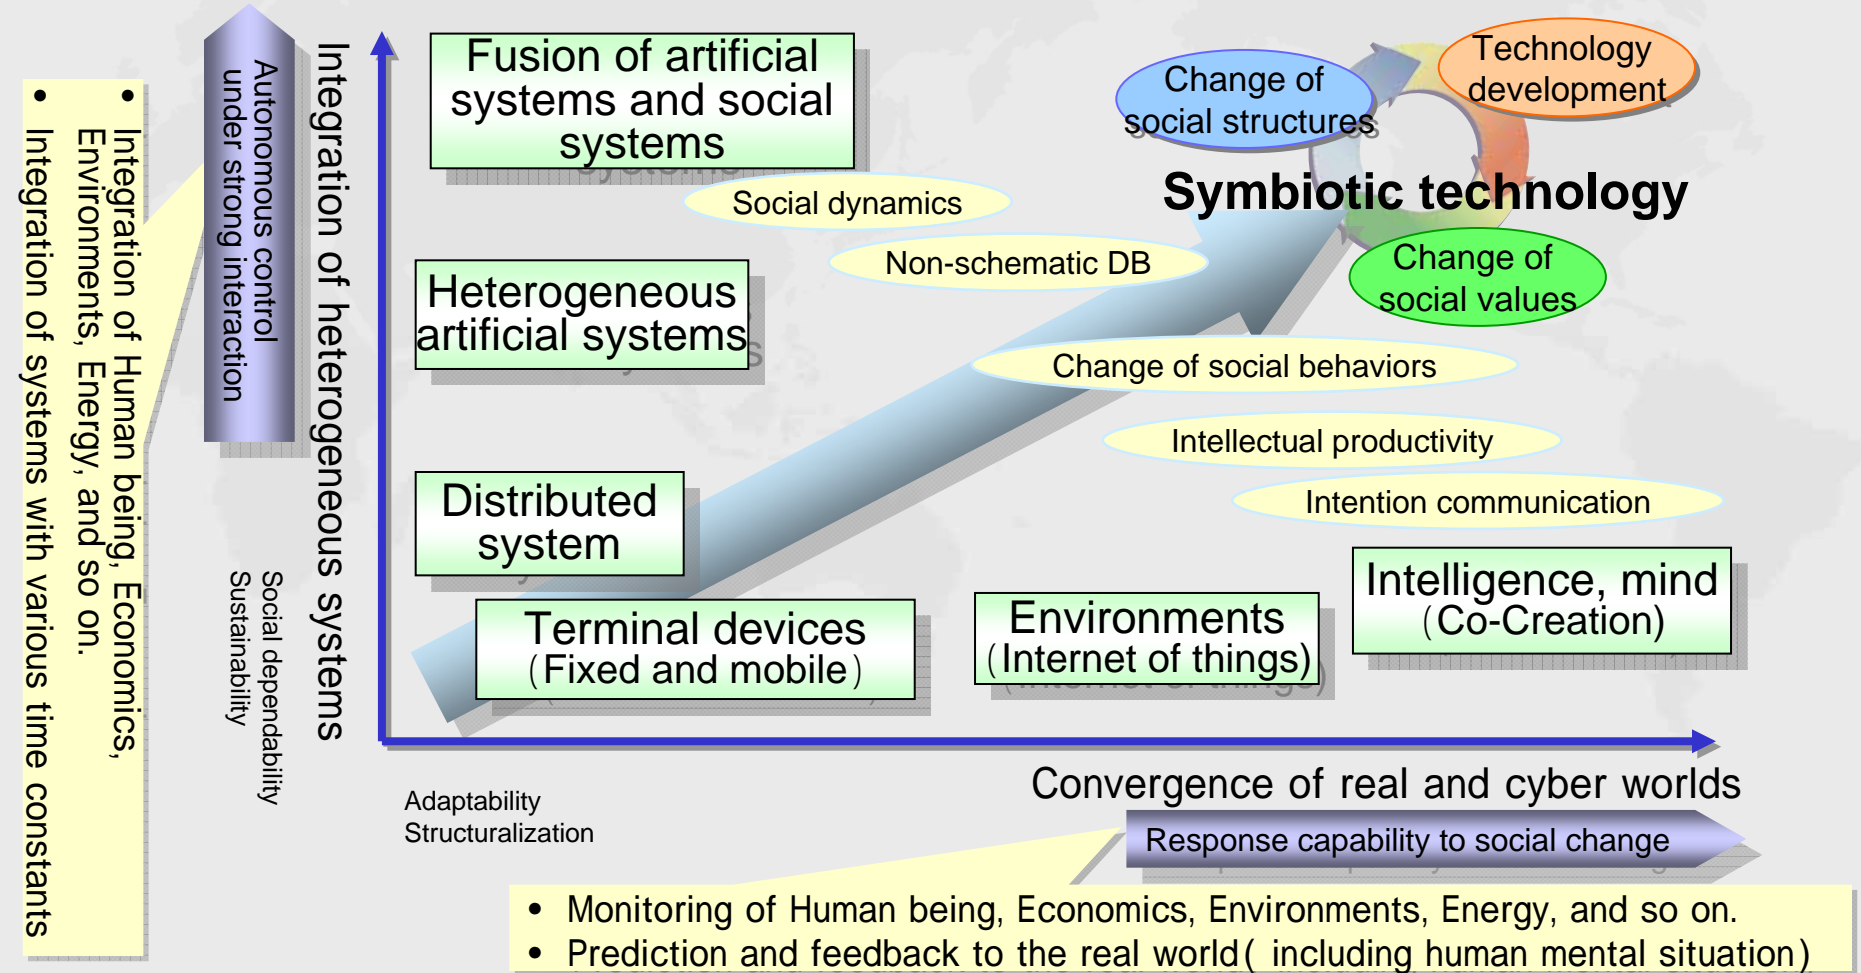 Fusion of artificial
systems and social
systems
Change of
social structures
Technology
development
Symbiotic technology
Change of
social values
Social dynamics
Non-schematic DB
Heterogeneous
artificial systems
Change of social behaviors
Intellectual productivity
Intention communication
Distributed
system
Terminal devices
(Fixed and mobile)
Environments
(Internet of things)
Intelligence, mind
(Co-Creation)
Integration of heterogeneous systems
Autonomous control
under strong interaction
Social dependability
Sustainability
• Integration of Human being, Economics,
Environments, Energy, and so on.
• Integration of systems with various time constants
Convergence of real and cyber worlds
Adaptability
Structuralization
Response capability to social change
• Monitoring of Human being, Economics, Environments, Energy, and so on.
• Prediction and feedback to the real world( including human mental situation)